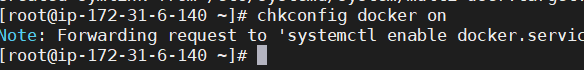 [root@ip-172-31-6-140 ~]# chkconfig docker on
Note: Forwarding request to 'systemctl enable docker.servic
[root@ip-172-31-6-140 ~]#